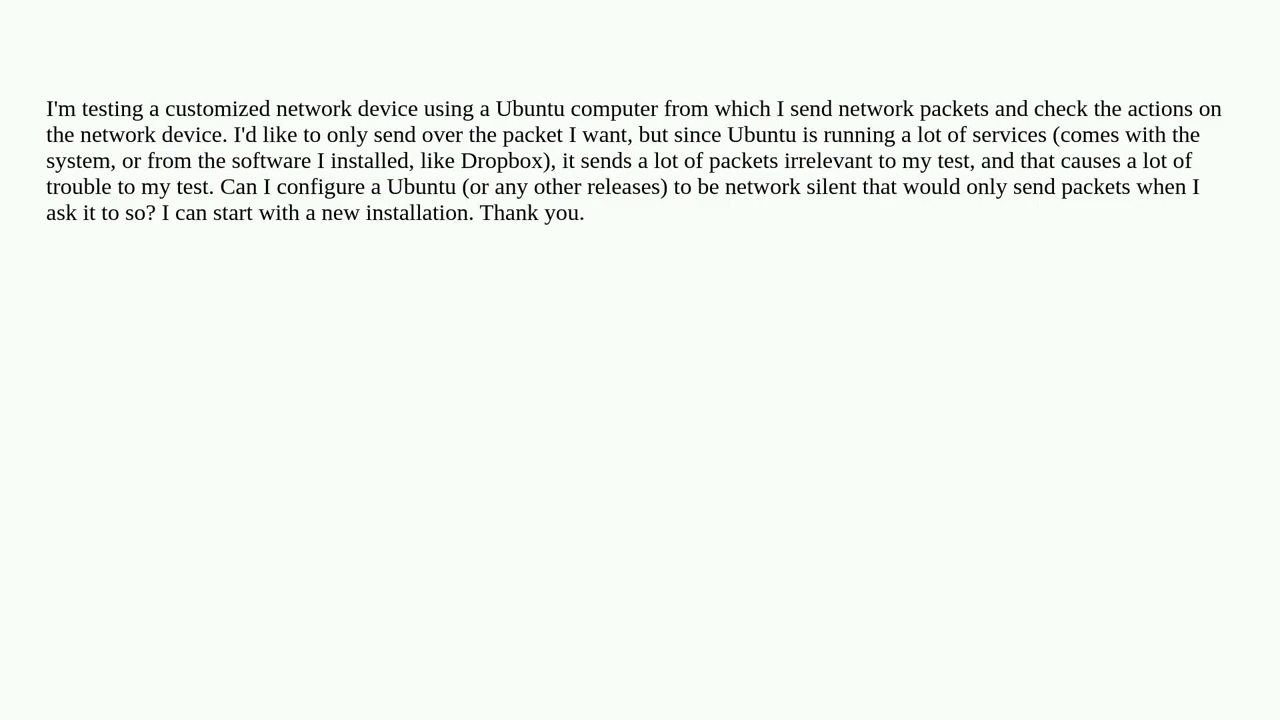 I'm testing a customized network device using a Ubuntu computer from which I send network packets and check the actions on
the network device. I'd like to only send over the packet I want, but since Ubuntu is running a lot of services (comes with the
system, or from the software I installed, like Dropbox), it sends a lot of packets irrelevant to my test, and that causes a lot of
trouble to my test. Can I configure a Ubuntu (or any other releases) to be network silent that would only send packets when I
ask it to so? I can start with a new installation. Thank you.